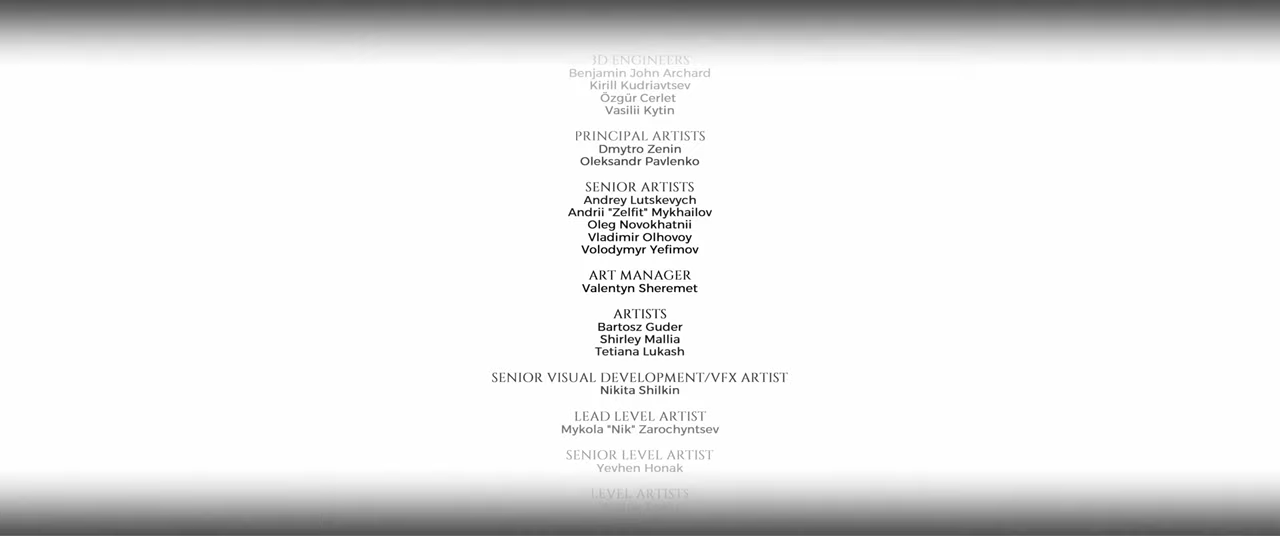 3D ENGINEERS
Benjamin John Archard
Kirill Kudriavtsev
Özgür Cerlet
Vasilii Kytin
PRINCIPAL ARTISTS
Dmytro Zenin
Oleksandr Pavlenko
SENIOR ARTISTS
Andrey Lutskevych
Andrii "Zelfit" Mykhailov
Oleg Novokhatnii
Vladimir Olhovoy
Volodymyr Yefimov
ART MANAGER
Valentyn Sheremet
ARTISTS
Bartosz Guder
Shirley Mallia
Tetiana Lukash
SENIOR VISUAL DEVELOPMENT/VFX ARTIST
Nikita Shilkin
LEAD LEVEL ARTIST
Mykola "Nik" Zarochyntsev
SENIOR LEVEL ARTIST
Yevhen Honak
LEVEL ARTISTS